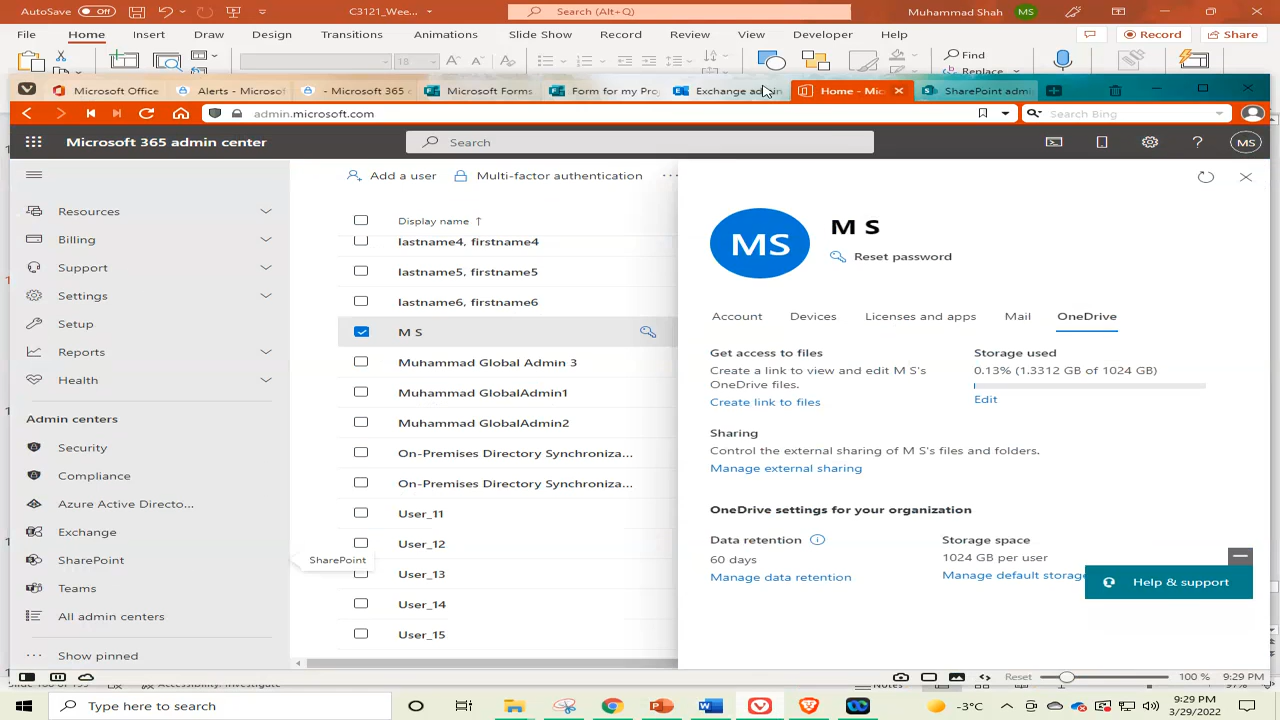 AutoSave Off C3121_Wee... Search (Alt+Q) Muhammad Shah MS
File Home Insert Draw Design Transitions Animations Slide Show Record Review View Developer Help Record Share
18 Find
Replace
Microsoft Office Alerts - Microsof - Microsoft 365 Microsoft Forms Form for my Proj Exchange admin Home - Mic SharePoint admi
admin.microsoft.com Search Bing
Microsoft 365 admin center Search MS
Add a user Multi-factor authentication ...
Resources
Billing
Support
Settings
Setup
Reports
Health
Admin centers
Security
Compliance
Azure Active Directo...
Exchange
SharePoint
Teams
All admin centers
Show pinned
SharePoint
Display name ↑
lastname4, firstname4
lastname5, firstname5
lastname6, firstname6
M S
Muhammad Global Admin 3
Muhammad GlobalAdmin1
Muhammad GlobalAdmin2
On-Premises Directory Synchroniza...
On-Premises Directory Synchroniza...
User_11
User_12
User_13
User_14
User_15
MS
M S
Reset password
Account Devices Licenses and apps Mail OneDrive
Get access to files
Create a link to view and edit M S's
OneDrive files.
Create link to files
Storage used
0.13% (1.3312 GB of 1024 GB)
Edit
Sharing
Control the external sharing of M S's files and folders.
Manage external sharing
OneDrive settings for your organization
Data retention
60 days
Manage data retention
Storage space
1024 GB per user
Manage default storage
Help & support
Reset 100 % 9:29 PM
Accessibility: Investigate
Notes
Type here to search -3°C 9:29 PM
3/29/2022